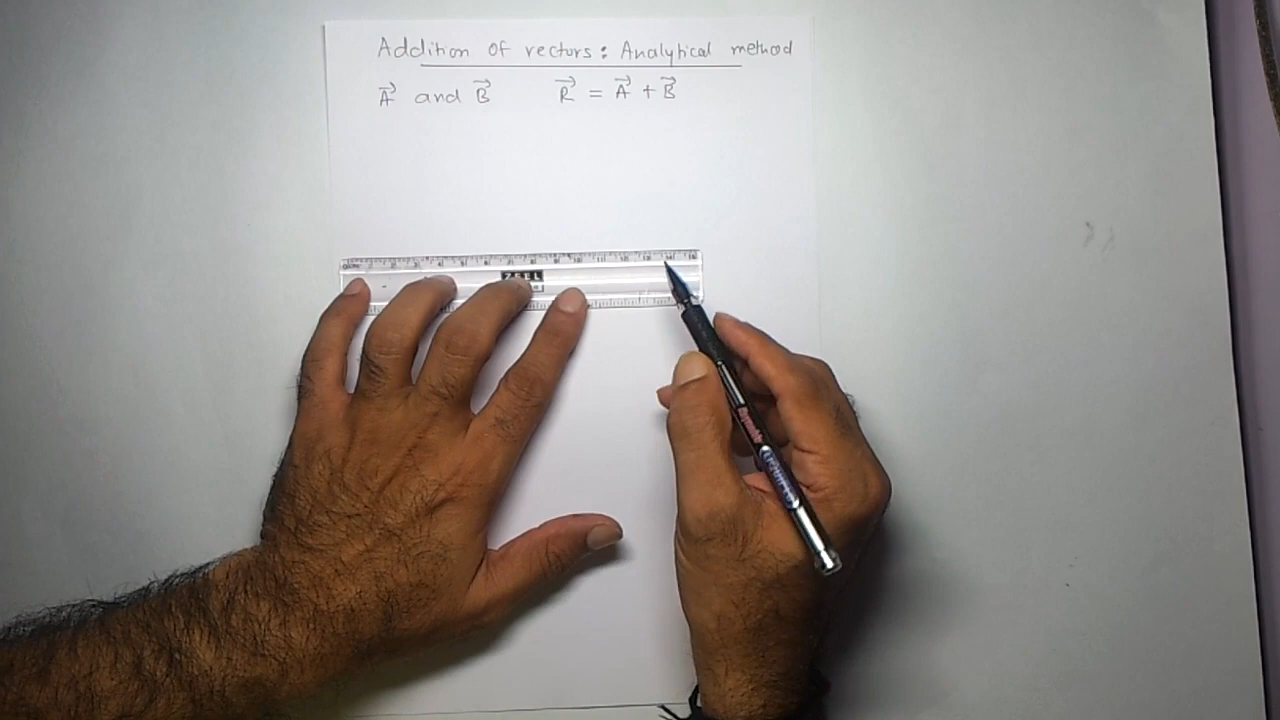 Addition of vectors : Analytical method
A⃗ and B⃗ R⃗ = A⃗ + B⃗